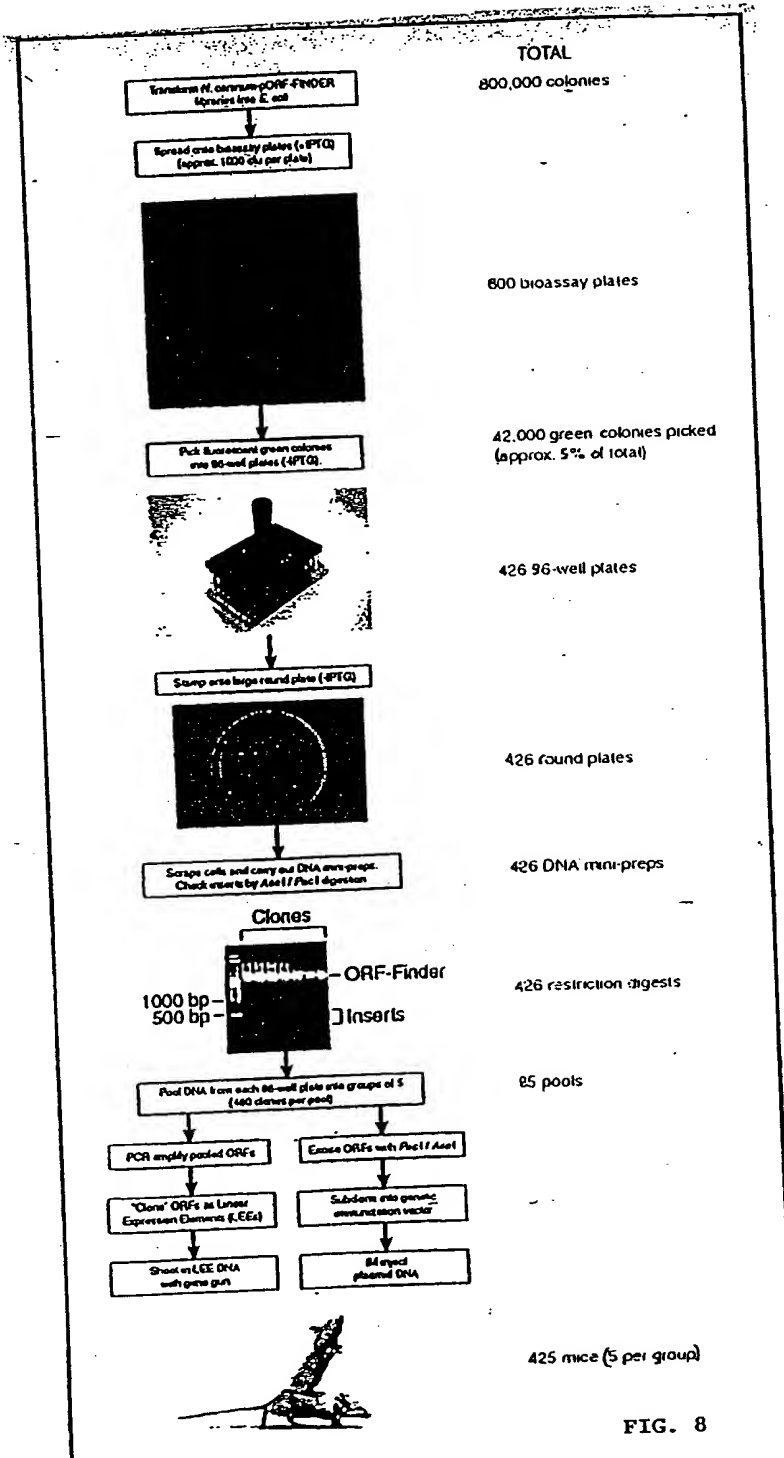 TOTAL
Transform N. caninum-pORF-FINDER
libraries into E. coli
800,000 colonies
Spread onto bioassay plates (+IPTG)
(approx. 1000 cfu per plate)
800 bioassay plates
Pick fluorescent green colonies
into 96-well plates (-IPTG).
42,000 green colonies picked
(approx. 5% of total)
426 96-well plates
Stamp onto large round plate (-IPTG)
426 round plates
Scrape cells and carry out DNA mini-preps.
Check inserts by AseI / PacI digestion
426 DNA mini-preps
Clones
ORF-Finder
1000 bp
500 bp
Inserts
426 restriction digests
Pool DNA from each 96-well plate into groups of 5
(480 clones per pool)
85 pools
PCR amplify pooled ORFs
Excise ORFs with PacI / AseI
"Clone" ORFs as Linear
Expression Elements (LEEs)
Subclone into genetic
immunization vector
Shoot in LEE DNA
with gene gun
IM inject
plasmid DNA
425 mice (5 per group)
FIG. 8